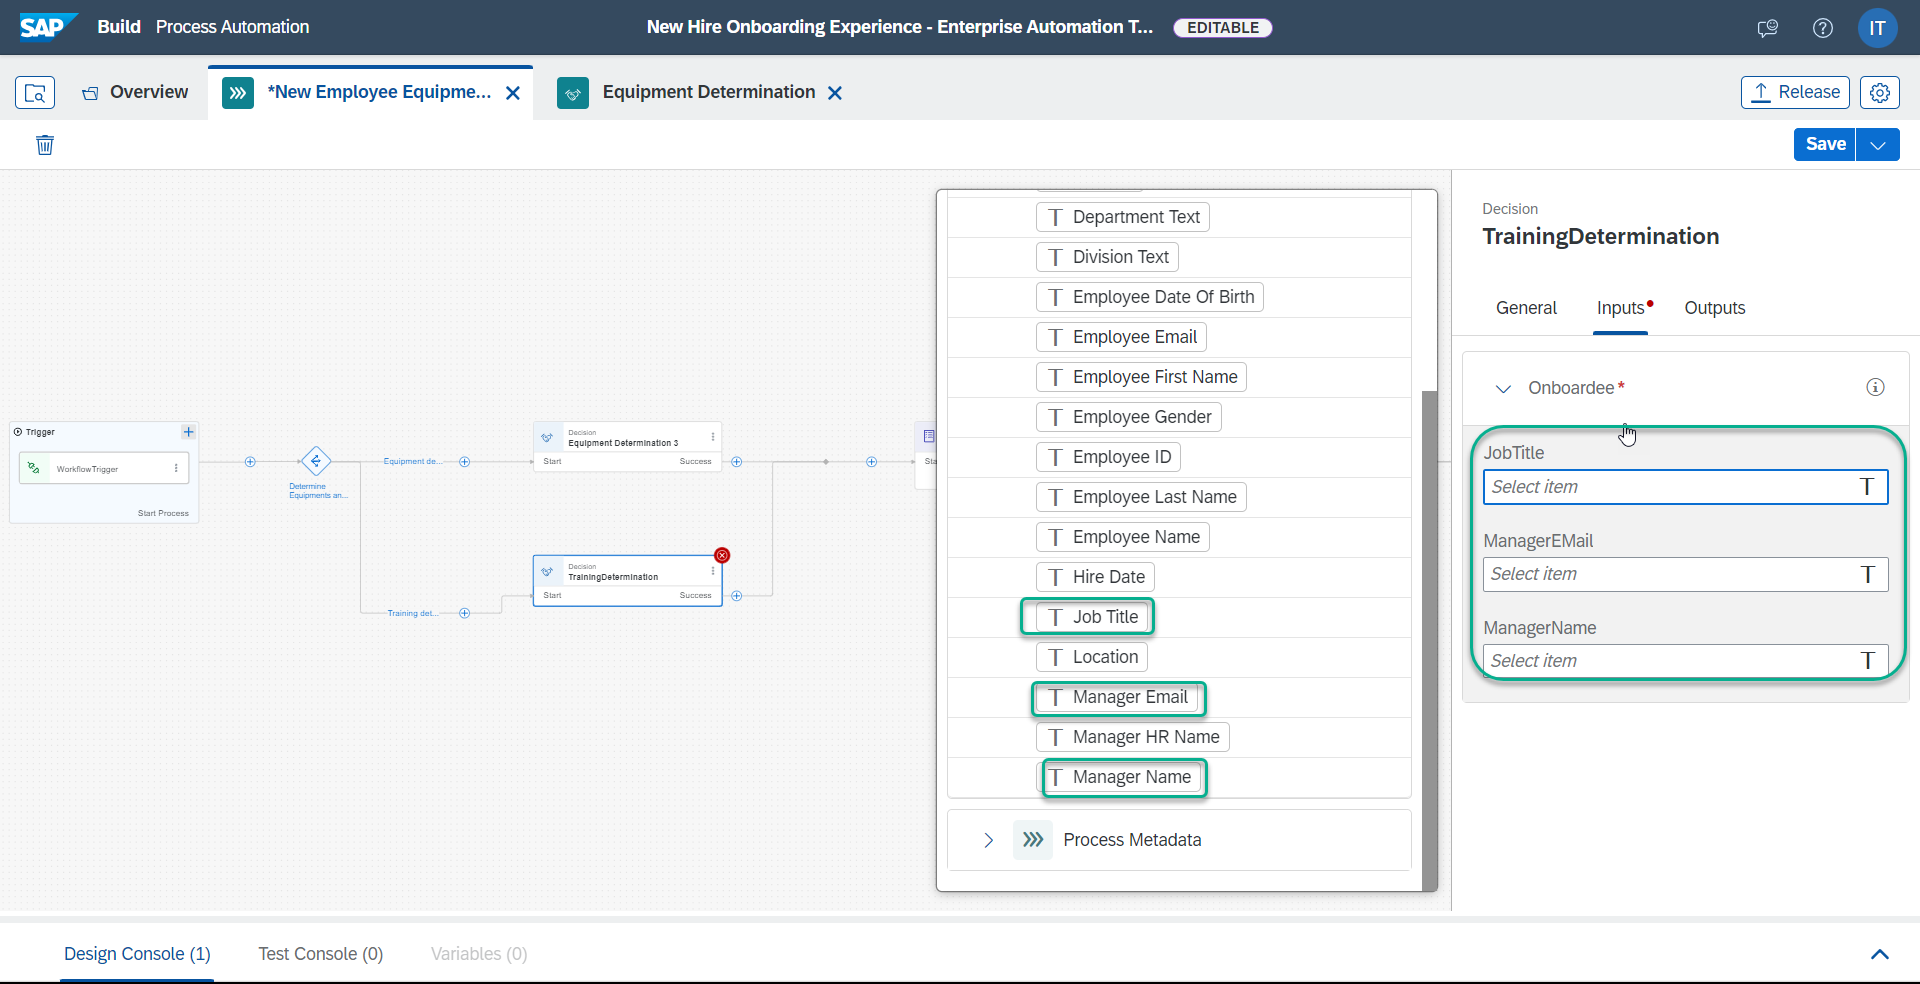 SAP Build Process Automation
New Hire Onboarding Experience - Enterprise Automation T...
EDITABLE
IT
Overview
*New Employee Equipme...
Equipment Determination
Release
Save
Trigger
WorkflowTrigger
Start Process
Determine
Equipments an...
Equipment de...
Training det...
Decision
Equipment Determination 3
Start
Success
Decision
TrainingDetermination
Start
Success
Sta
Department Text
Division Text
Employee Date Of Birth
Employee Email
Employee First Name
Employee Gender
Employee ID
Employee Last Name
Employee Name
Hire Date
Job Title
Location
Manager Email
Manager HR Name
Manager Name
Process Metadata
Decision
TrainingDetermination
General
Inputs
Outputs
Onboardee*
JobTitle
Select item
ManagerEMail
Select item
ManagerName
Select item
Design Console (1)
Test Console (0)
Variables (0)